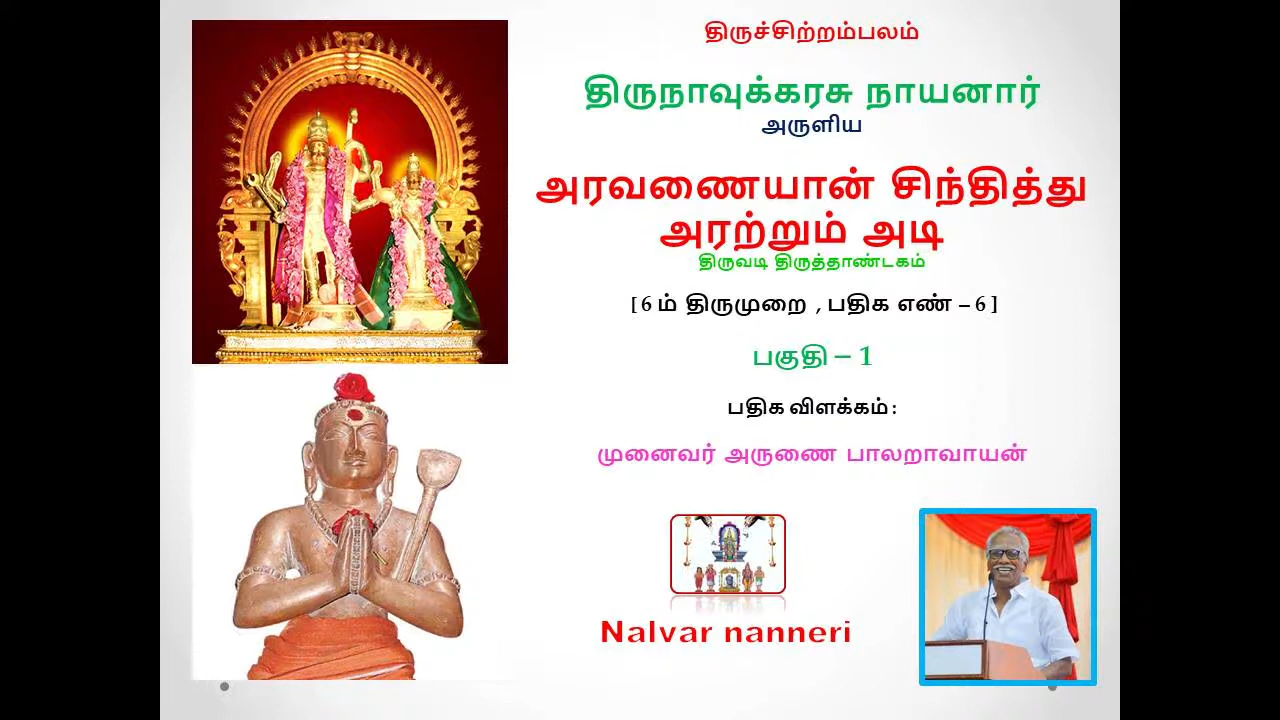 திருச்சிற்றம்பலம்
திருநாவுக்கரசு நாயனார்
அருளிய
அரவணையான் சிந்தித்து
அரற்றும் அடி
திருவடி திருத்தாண்டகம்
[ 6 ம் திருமுறை , பதிக எண் – 6 ]
பகுதி – 1
பதிக விளக்கம் :
முனைவர் அருணை பாலறாவாயன்
Nalvar nanneri